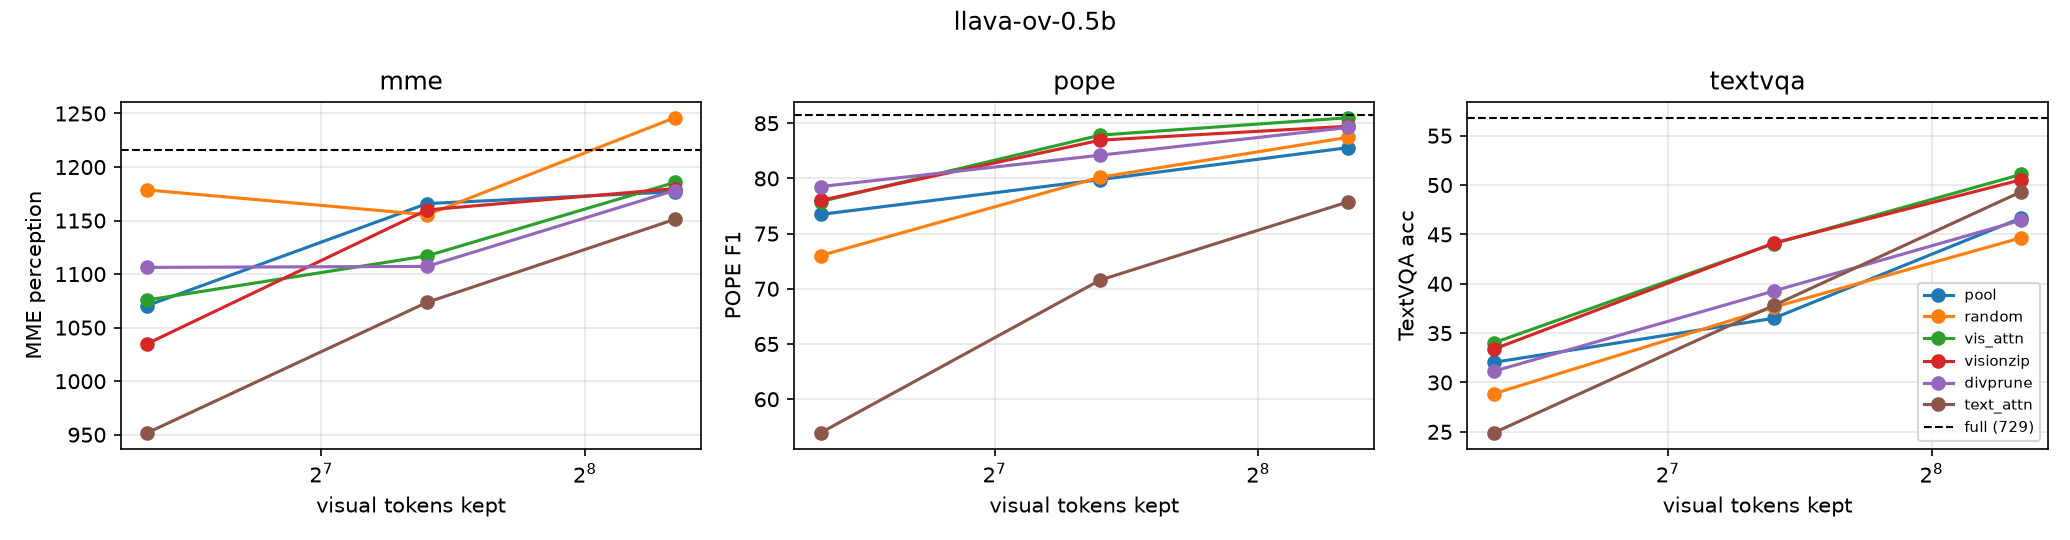 llava-ov-0.5b
mme
MME perception
1250
1200
1150
1100
1050
1000
950
2^7
2^8
visual tokens kept
pope
POPE F1
85
80
75
70
65
60
2^7
2^8
visual tokens kept
textvqa
TextVQA acc
55
50
45
40
35
30
25
2^7
2^8
visual tokens kept
pool
random
vis_attn
visionzip
divprune
text_attn
full (729)